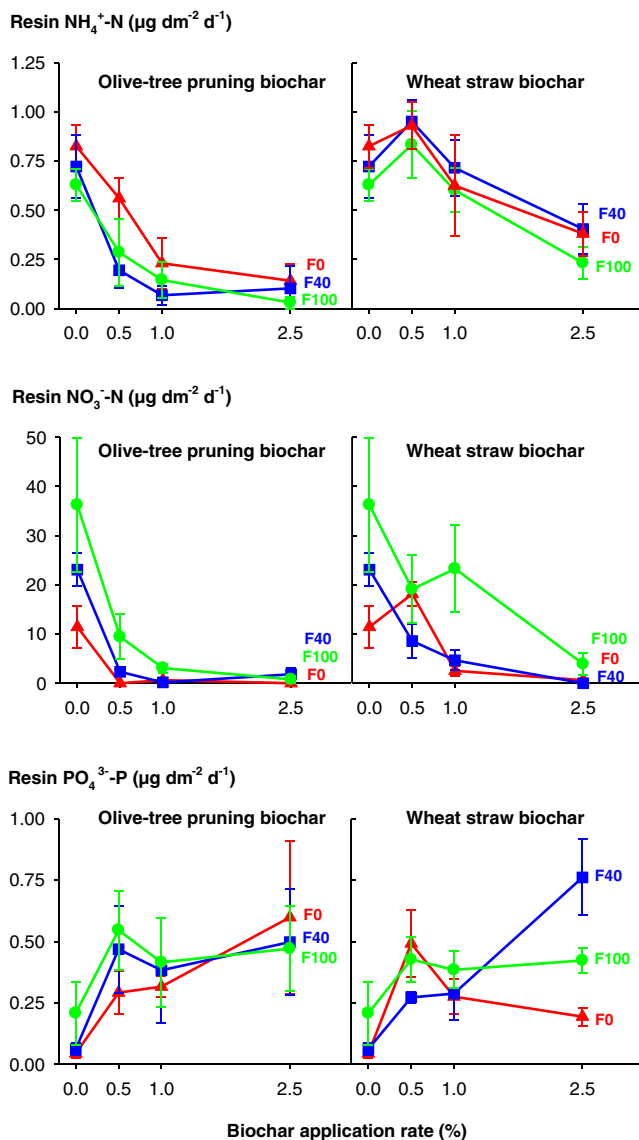 Resin NH₄⁺-N (µg dm⁻² d⁻¹)
Olive-tree pruning biochar
Wheat straw biochar
1.25
1.00
0.75
0.50
0.25
0.00
F0
F40
F100
F40
F0
F100
0.0 0.5 1.0 2.5 0.0 0.5 1.0 2.5
Resin NO₃⁻-N (µg dm⁻² d⁻¹)
Olive-tree pruning biochar
Wheat straw biochar
50
40
30
20
10
0
F40
F100
F0
F100
F0
F40
0.0 0.5 1.0 2.5 0.0 0.5 1.0 2.5
Resin PO₄³⁻-P (µg dm⁻² d⁻¹)
Olive-tree pruning biochar
Wheat straw biochar
1.00
0.75
0.50
0.25
0.00
F0
F40
F100
F40
F100
F0
0.0 0.5 1.0 2.5 0.0 0.5 1.0 2.5
Biochar application rate (%)